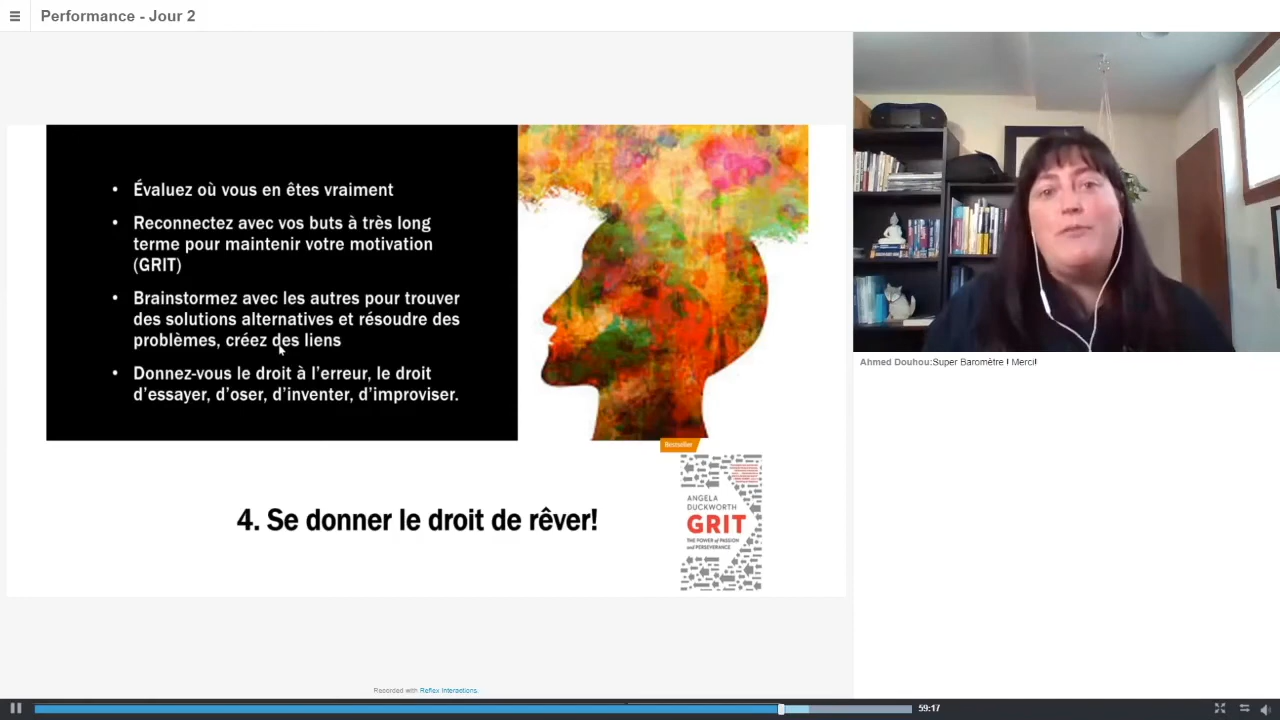 Performance - Jour 2
• Évaluez où vous en êtes vraiment
• Reconnectez avec vos buts à très long
terme pour maintenir votre motivation
(GRIT)
• Brainstormez avec les autres pour trouver
des solutions alternatives et résoudre des
problèmes, créez des liens
• Donnez-vous le droit à l'erreur, le droit
d'essayer, d'oser, d'inventer, d'improviser.
Bestseller
ANGELA
DUCKWORTH
GRIT
THE POWER of PASSION
and PERSEVERANCE
4. Se donner le droit de rêver!
Ahmed Douhou:Super Baromètre ! Merci!
Recorded with Reflex Interactions.
59:17